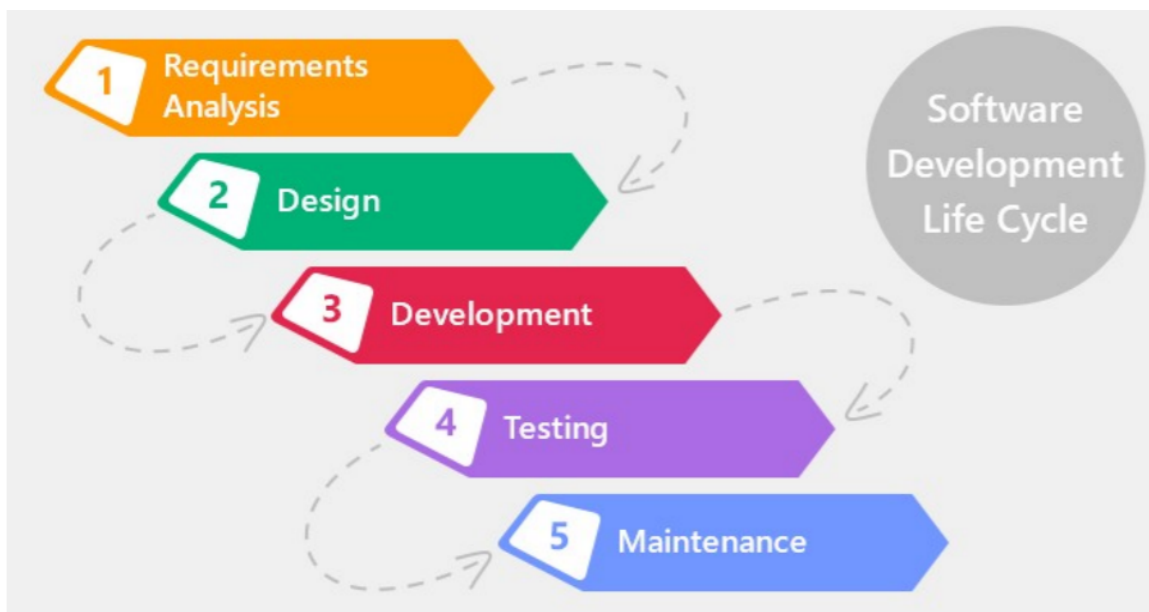 1
Requirements
Analysis
2
Design
3
Development
4
Testing
5
Maintenance
Software
Development
Life Cycle